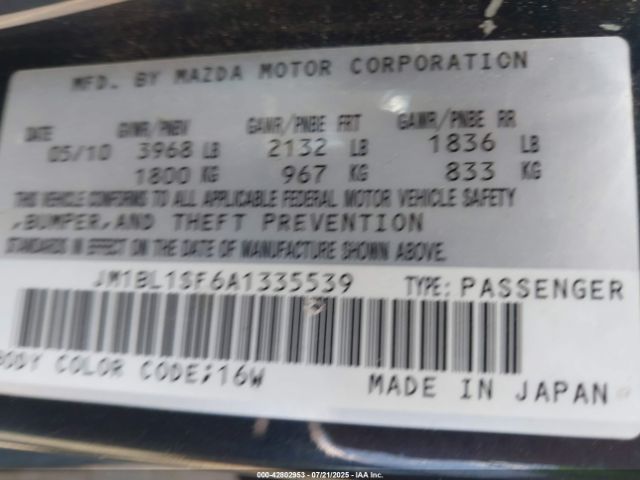 MFD. BY MAZDA MOTOR CORPORATION
DATE GVWR/PNBV GAWR/PNBE FRT GAWR/PNBE RR
05/10 3968 LB 2132 LB 1836 LB
1800 KG 967 KG 833 KG
THIS VEHICLE CONFORMS TO ALL APPLICABLE FEDERAL MOTOR VEHICLE SAFETY
,BUMPER,AND THEFT PREVENTION
STANDARDS IN EFFECT ON THE DATE OF MANUFACTURE SHOWN ABOVE.
JM1BL1SF6A1335539 TYPE: PASSENGER
BODY COLOR CODE;16W MADE IN JAPAN
000-42802953 - 07/21/2025 - IAA Inc.